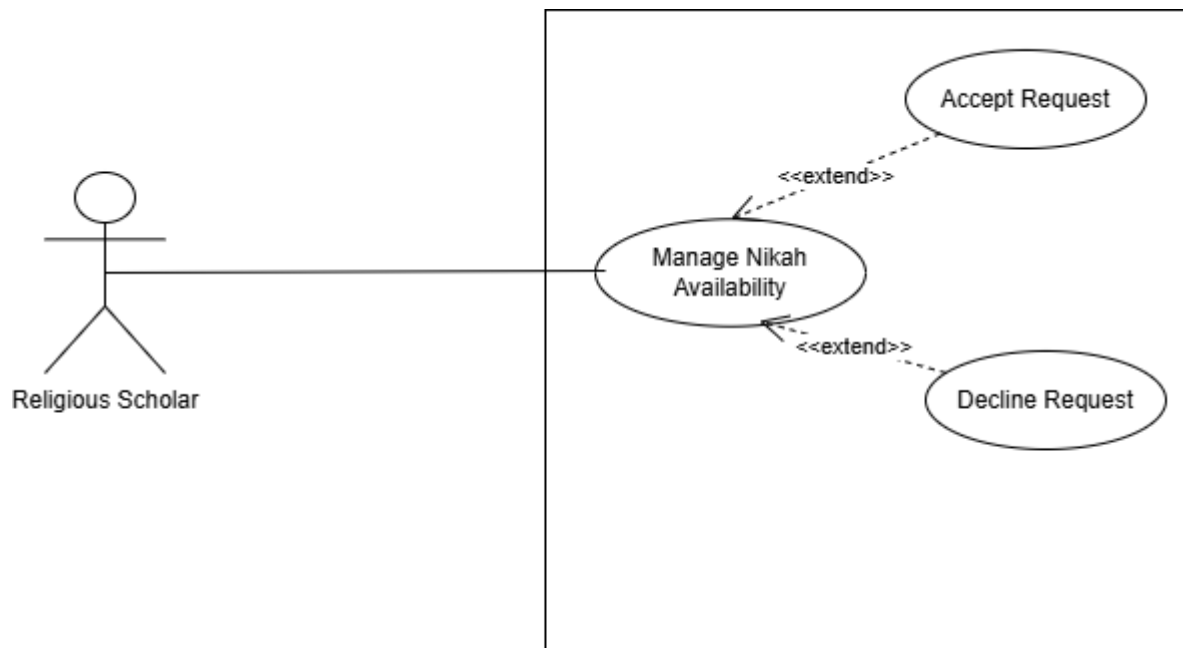 Accept Request
<<extend>>
Manage Nikah
Availability
<<extend>>
Religious Scholar
Decline Request